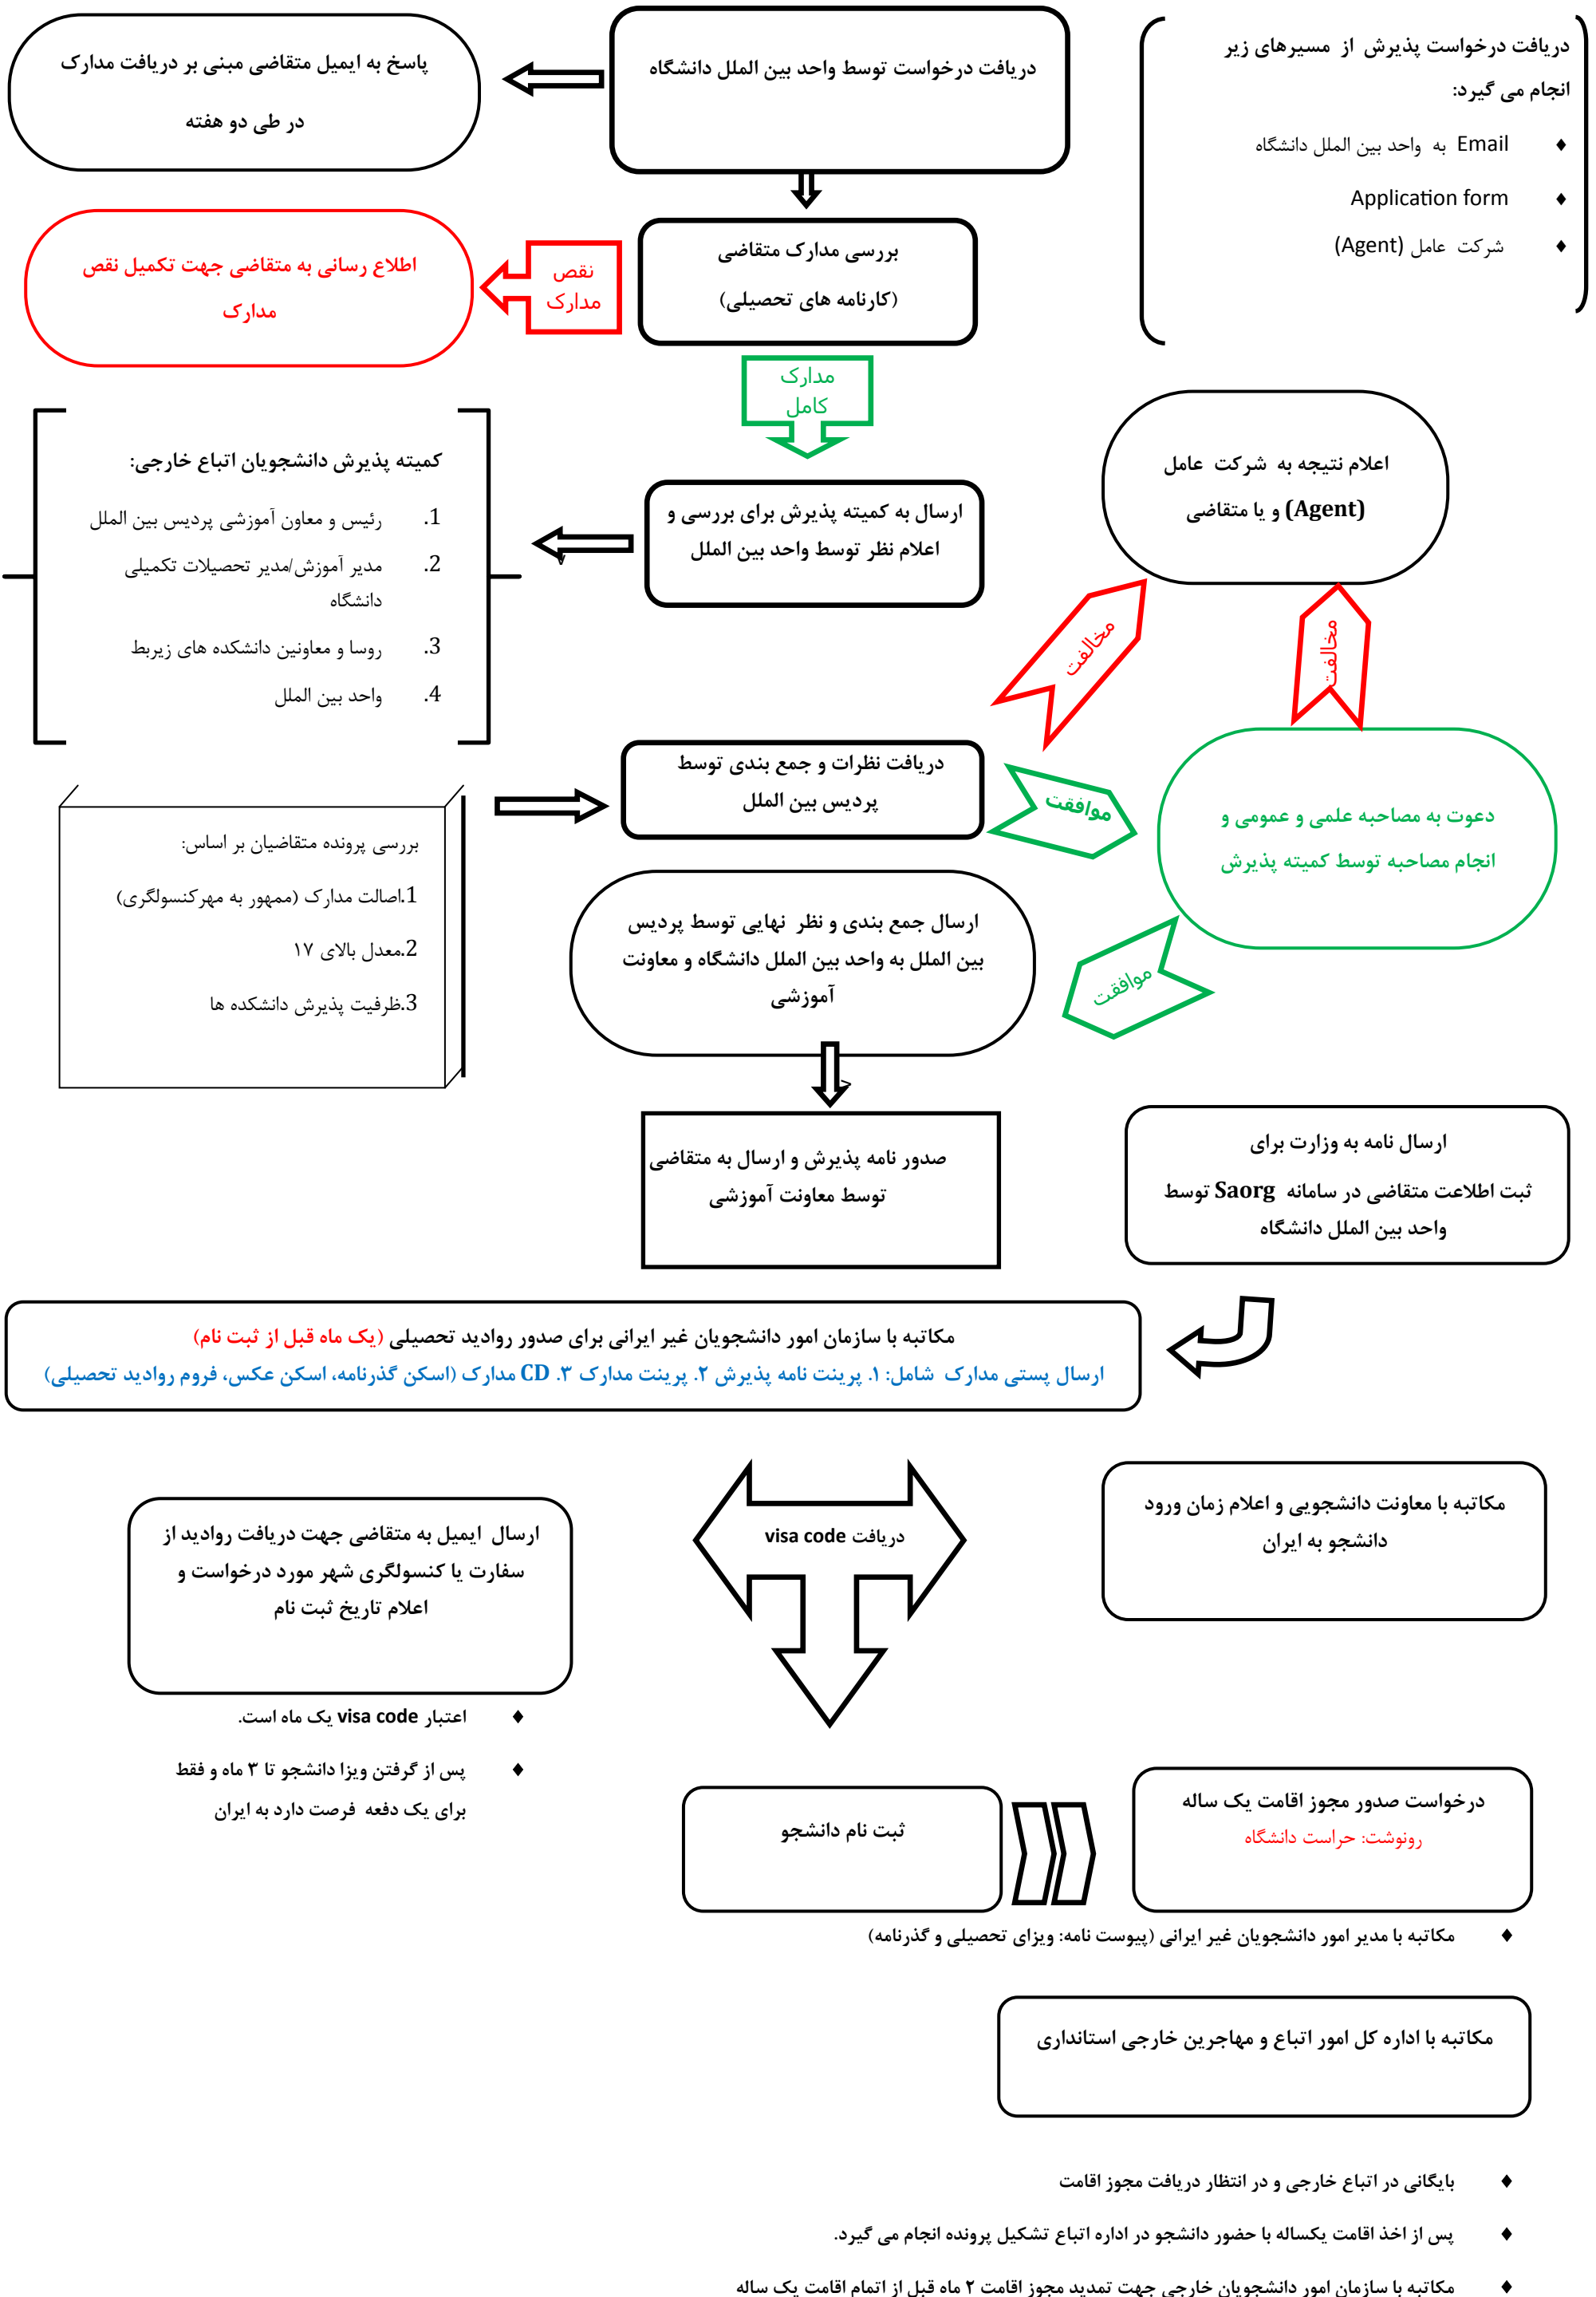 دریافت درخواست پذیرش از مسیرهای زیر
انجام می گیرد:
♦ Email به واحد بین الملل دانشگاه
♦ Application form
♦ شرکت عامل (Agent)
دریافت درخواست توسط واحد بین الملل دانشگاه
پاسخ به ایمیل متقاضی مبنی بر دریافت مدارک
در طی دو هفته
بررسی مدارک متقاضی
(کارنامه های تحصیلی)
نقص
مدارک
اطلاع رسانی به متقاضی جهت تکمیل نقص
مدارک
مدارک
کامل
ارسال به کمیته پذیرش برای بررسی و
اعلام نظر توسط واحد بین الملل
کمیته پذیرش دانشجویان اتباع خارجی:
1. رئیس و معاون آموزشی پردیس بین الملل
2. مدیر آموزش/مدیر تحصیلات تکمیلی
دانشگاه
3. روسا و معاونین دانشکده های زیربط
4. واحد بین الملل
اعلام نتیجه به شرکت عامل
(Agent) و یا متقاضی
مخالفت
مخالفت
دریافت نظرات و جمع بندی توسط
پردیس بین الملل
موافقت
دعوت به مصاحبه علمی و عمومی و
انجام مصاحبه توسط کمیته پذیرش
بررسی پرونده متقاضیان بر اساس:
1.اصالت مدارک (ممهور به مهرکنسولگری)
2.معدل بالای ۱۷
3.ظرفیت پذیرش دانشکده ها
موافقت
ارسال جمع بندی و نظر نهایی توسط پردیس
بین الملل به واحد بین الملل دانشگاه و معاونت
آموزشی
صدور نامه پذیرش و ارسال به متقاضی
توسط معاونت آموزشی
ارسال نامه به وزارت برای
ثبت اطلاعت متقاضی در سامانه Saorg توسط
واحد بین الملل دانشگاه
مکاتبه با سازمان امور دانشجویان غیر ایرانی برای صدور روادید تحصیلی (یک ماه قبل از ثبت نام)
ارسال پستی مدارک شامل: ۱. پرینت نامه پذیرش ۲. پرینت مدارک ۳. CD مدارک (اسکن گذرنامه، اسکن عکس، فروم روادید تحصیلی)
دریافت visa code
مکاتبه با معاونت دانشجویی و اعلام زمان ورود
دانشجو به ایران
ارسال ایمیل به متقاضی جهت دریافت روادید از
سفارت یا کنسولگری شهر مورد درخواست و
اعلام تاریخ ثبت نام
♦ اعتبار visa code یک ماه است.
♦ پس از گرفتن ویزا دانشجو تا ۳ ماه و فقط
برای یک دفعه فرصت دارد به ایران
ثبت نام دانشجو
درخواست صدور مجوز اقامت یک ساله
رونوشت: حراست دانشگاه
♦ مکاتبه با مدیر امور دانشجویان غیر ایرانی (پیوست نامه: ویزای تحصیلی و گذرنامه)
مکاتبه با اداره کل امور اتباع و مهاجرین خارجی استانداری
♦ بایگانی در اتباع خارجی و در انتظار دریافت مجوز اقامت
♦ پس از اخذ اقامت یکساله با حضور دانشجو در اداره اتباع تشکیل پرونده انجام می گیرد.
♦ مکاتبه با سازمان امور دانشجویان خارجی جهت تمدید مجوز اقامت ۲ ماه قبل از اتمام اقامت یک ساله